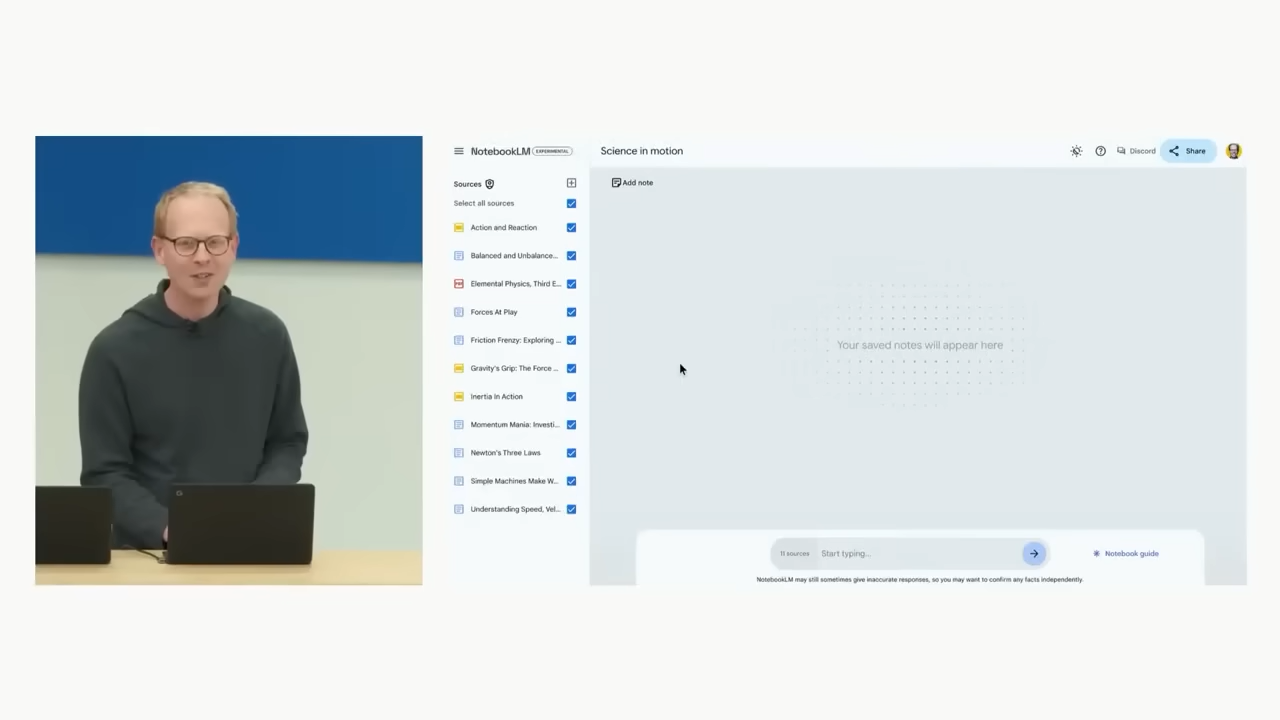 NotebookLM EXPERIMENTAL
Science in motion
Discord
Share
Sources
Select all sources
Action and Reaction
Balanced and Unbalance...
Elemental Physics, Third E...
Forces At Play
Friction Frenzy: Exploring ...
Gravity's Grip: The Force ...
Inertia In Action
Momentum Mania: Investi...
Newton's Three Laws
Simple Machines Make W...
Understanding Speed, Vel...
Add note
Your saved notes will appear here
11 sources
Start typing...
Notebook guide
NotebookLM may still sometimes give inaccurate responses, so you may want to confirm any facts independently.